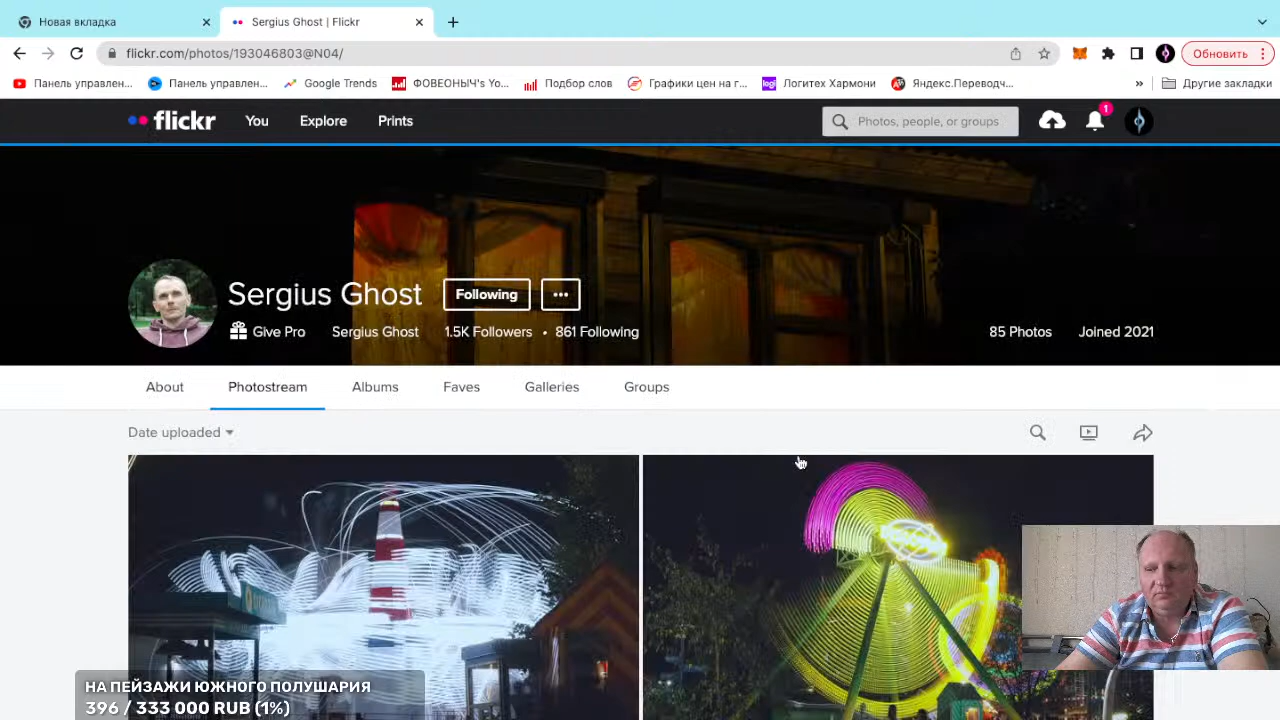 Новая вкладка
Sergius Ghost | Flickr
flickr.com/photos/193046803@N04/
Обновить
Панель управлен...
Панель управлен...
Google Trends
ФОВЕОНЫЧ's Yo...
Подбор слов
Графики цен на г...
Логитех Хармони
Яндекс.Переводч...
»
Другие закладки
flickr
You
Explore
Prints
Photos, people, or groups
1
Sergius Ghost
Following
Give Pro
Sergius Ghost
1.5K Followers • 861 Following
85 Photos
Joined 2021
About
Photostream
Albums
Faves
Galleries
Groups
Date uploaded
НА ПЕЙЗАЖИ ЮЖНОГО ПОЛУШАРИЯ
396 / 333 000 RUB (1%)